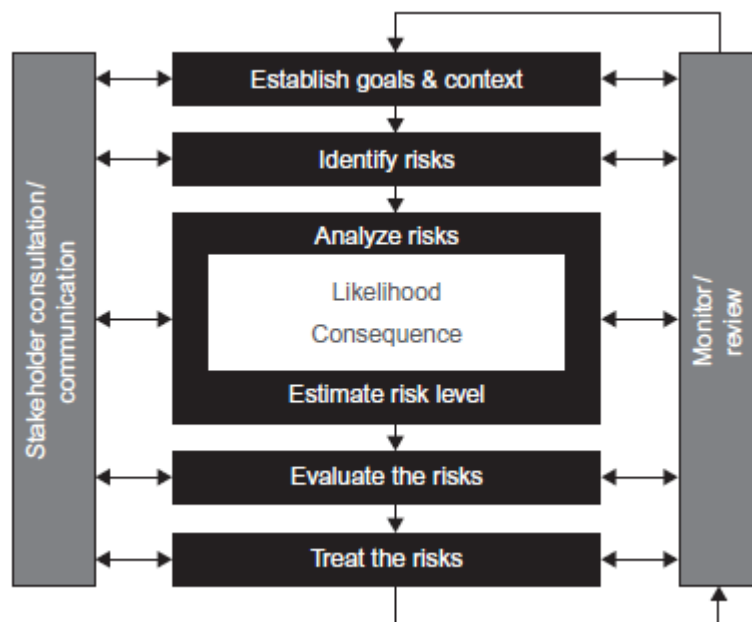 Establish goals & context
Identify risks
Analyze risks
Likelihood
Consequence
Estimate risk level
Evaluate the risks
Treat the risks
Stakeholder consultation/
communication
Monitor/
review